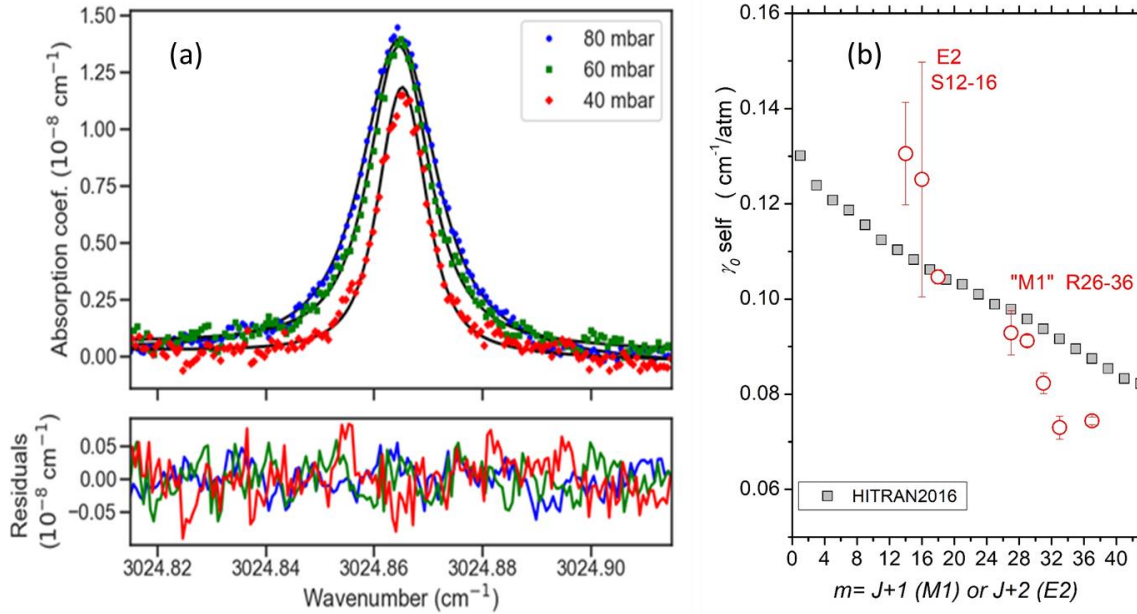 (a)
80 mbar
60 mbar
40 mbar
Absorption coef. (10⁻⁸ cm⁻¹)
1.50
1.25
1.00
0.75
0.50
0.25
0.00
Residuals
(10⁻⁸ cm⁻¹)
0.05
0.00
−0.05
3024.82 3024.84 3024.86 3024.88 3024.90
Wavenumber (cm⁻¹)
(b)
E2
S12-16
"M1" R26-36
HITRAN2016
γ₀ self ( cm⁻¹/atm)
0.16
0.14
0.12
0.10
0.08
0.06
0 4 8 12 16 20 24 28 32 36 40
m= J+1 (M1) or J+2 (E2)